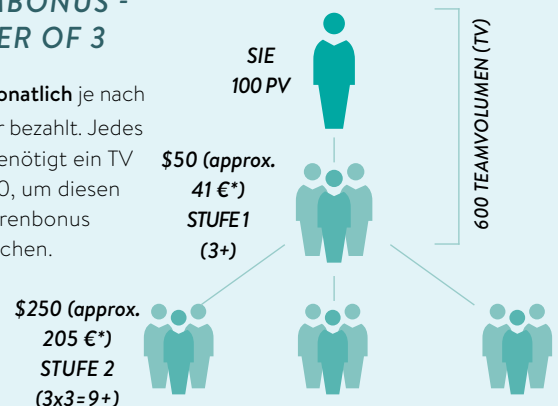 BONUS -
ER OF 3
onatlich je nach
r bezahlt. Jedes
enötigt ein TV
0, um diesen
renbonus
chen.
SIE
100 PV
$50 (approx.
41 €*)
STUFE 1
(3+)
600 TEAMVOLUMEN (TV)
$250 (approx.
205 €*)
STUFE 2
(3x3=9+)